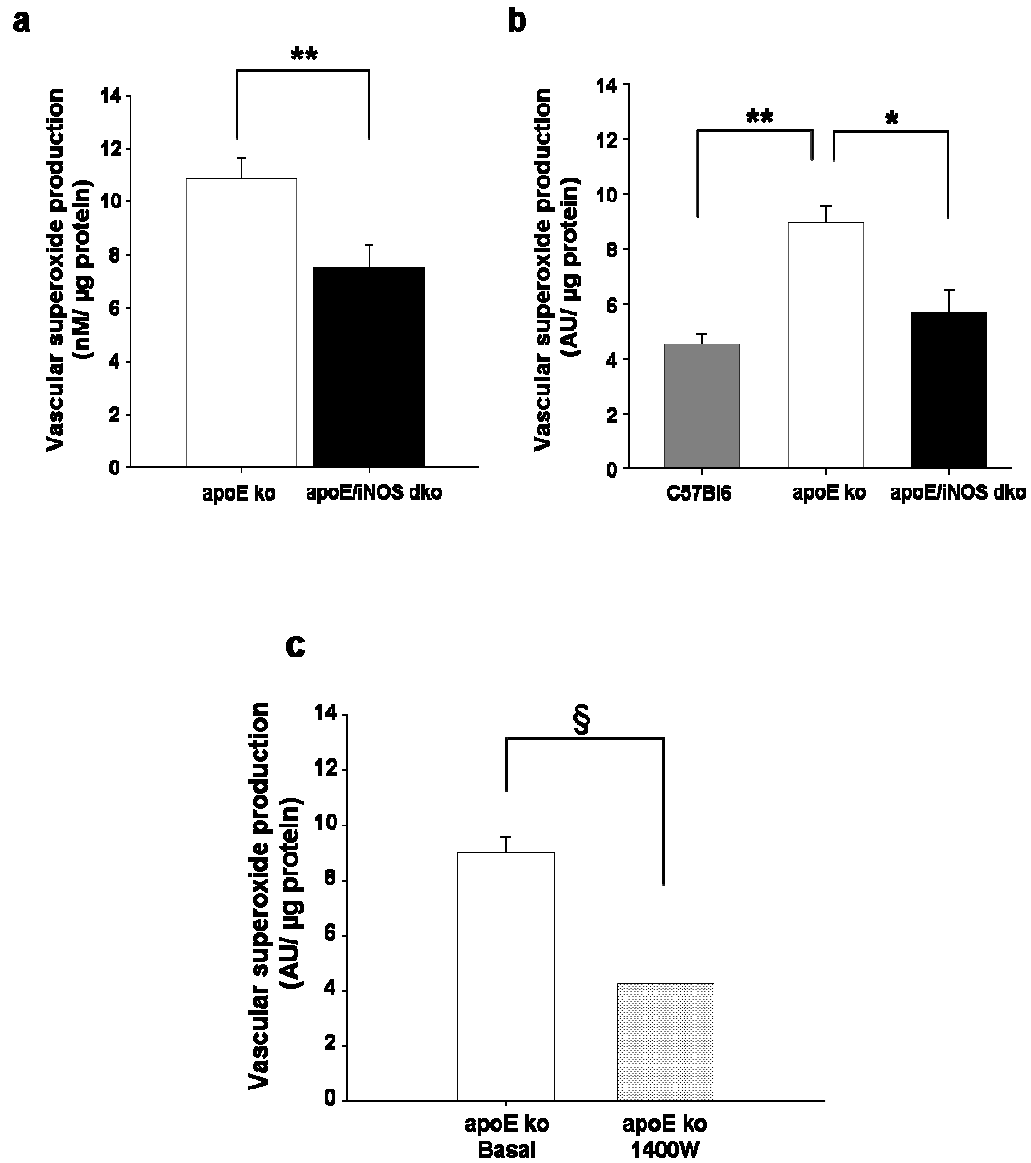 a
**
Vascular superoxide production
(nM/ µg protein)
14
12
10
8
6
4
2
0
apoE ko
apoE/iNOS dko
b
**
*
Vascular superoxide production
(AU/ µg protein)
14
12
10
8
6
4
2
0
C57Bl6
apoE ko
apoE/iNOS dko
c
§
Vascular superoxide production
(AU/ µg protein)
14
12
10
8
6
4
2
0
apoE ko
Basal
apoE ko
1400W